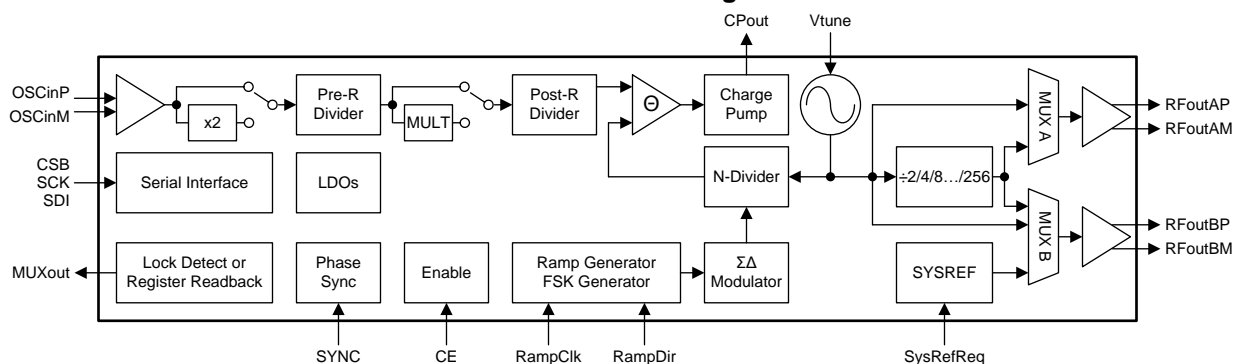 CPout
Vtune
OSCinP
OSCinM
x2
Pre-R
Divider
MULT
Post-R
Divider
Θ
Charge
Pump
MUX A
RFoutAP
RFoutAM
CSB
SCK
SDI
Serial Interface
LDOs
N-Divider
÷2/4/8…/256
MUX B
RFoutBP
RFoutBM
MUXout
Lock Detect or
Register Readback
Phase
Sync
Enable
Ramp Generator
FSK Generator
ΣΔ
Modulator
SYSREF
SYNC
CE
RampClk
RampDir
SysRefReq